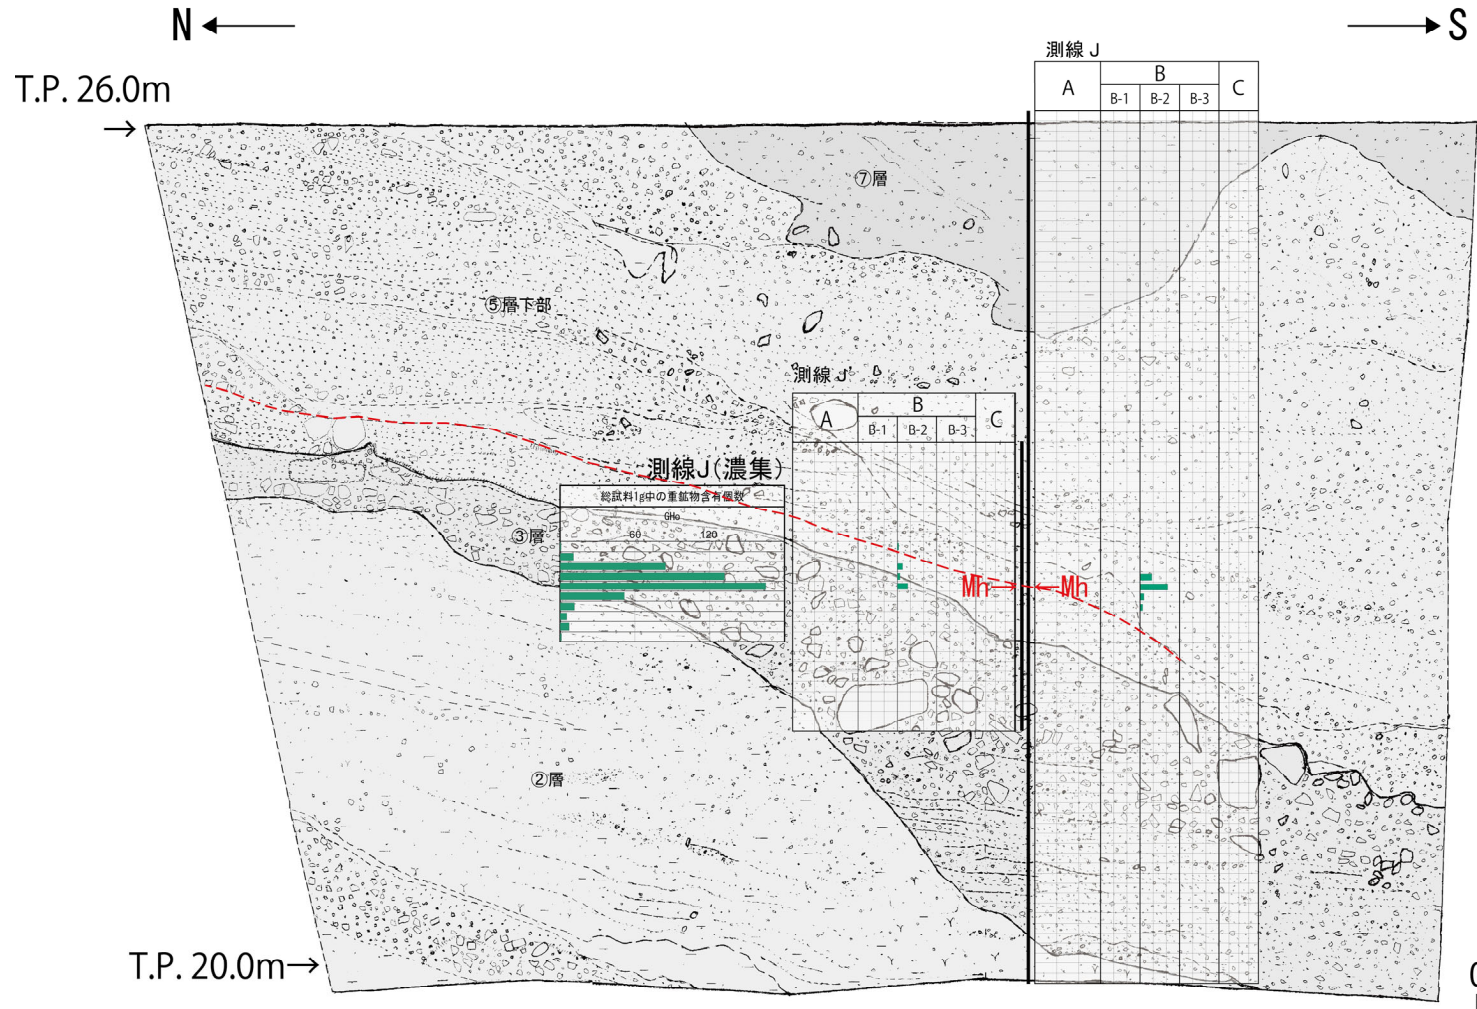 N
S
測線 J
A
B
C
B-1
B-2
B-3
T.P. 26.0m
⑦層
⑤層下部
測線 J'
A
B
C
B-1
B-2
B-3
測線J(濃集)
総試料1g中の重鉱物含有個数
GHo
60
120
③層
Mh
Mh
②層
T.P. 20.0m